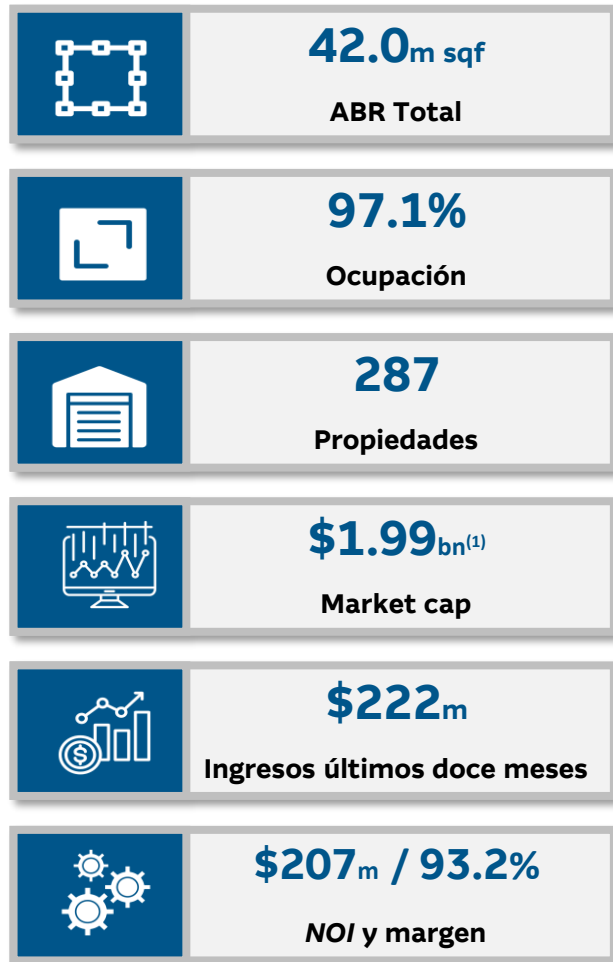 42.0m sqf
ABR Total
97.1%
Ocupación
287
Propiedades
$1.99bn(1)
Market cap
$222m
Ingresos últimos doce meses
$207m / 93.2%
NOI y margen